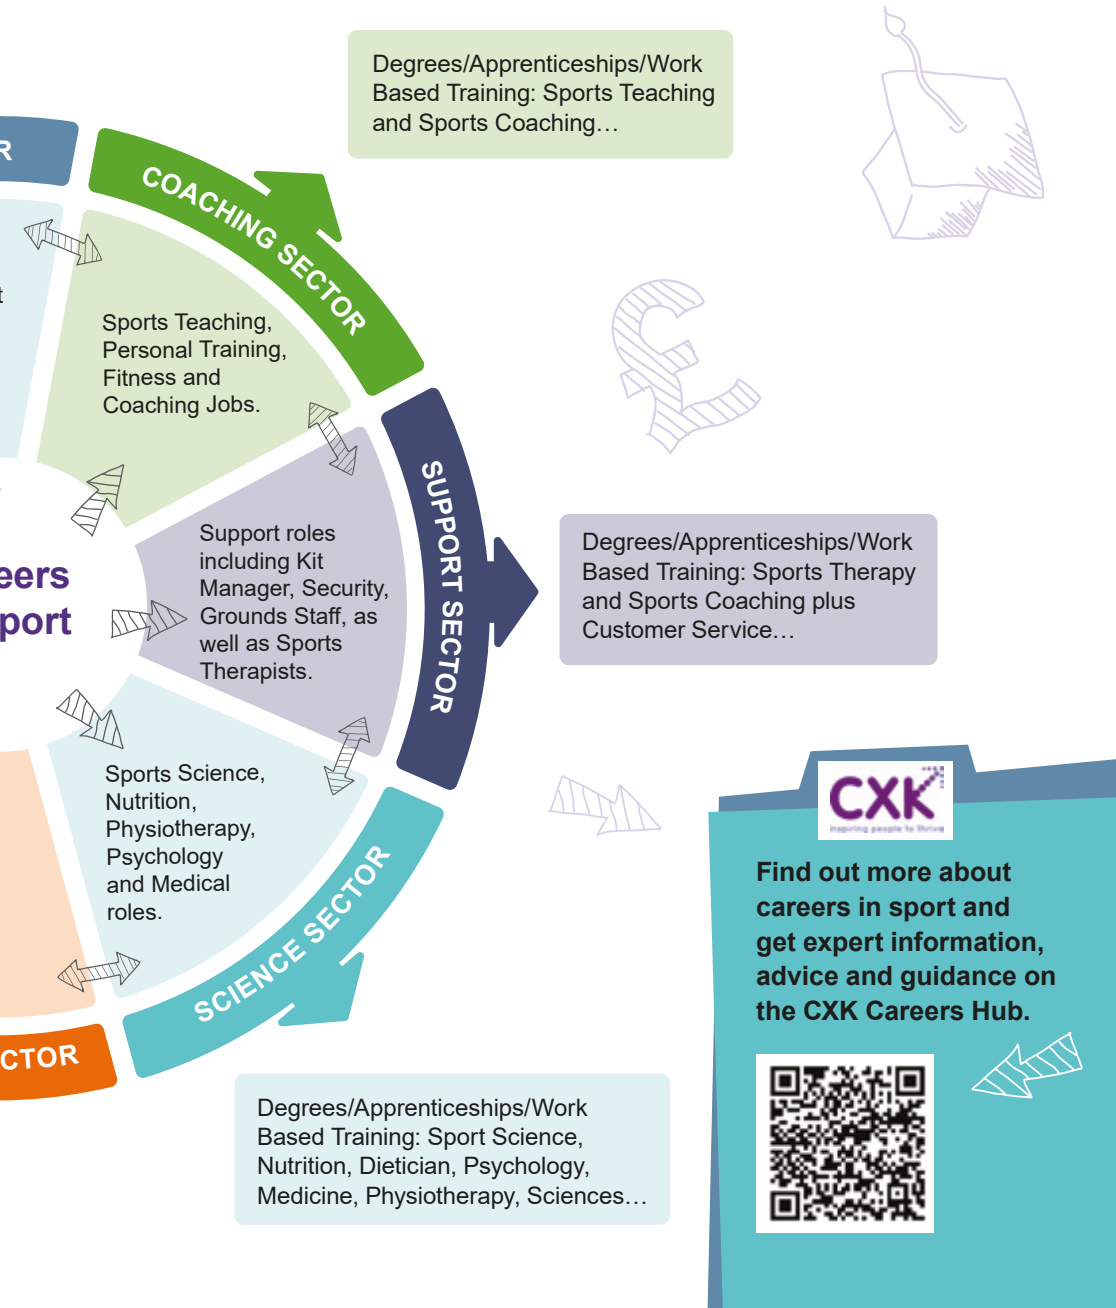 Degrees/Apprenticeships/Work
Based Training: Sports Teaching
and Sports Coaching…
R
COACHING SECTOR
t
Sports Teaching,
Personal Training,
Fitness and
Coaching Jobs.
SUPPORT SECTOR
Support roles
including Kit
Manager, Security,
Grounds Staff, as
well as Sports
Therapists.
Degrees/Apprenticeships/Work
Based Training: Sports Therapy
and Sports Coaching plus
Customer Service…
eers
port
Sports Science,
Nutrition,
Physiotherapy,
Psychology
and Medical
roles.
SCIENCE SECTOR
CTOR
Degrees/Apprenticeships/Work
Based Training: Sport Science,
Nutrition, Dietician, Psychology,
Medicine, Physiotherapy, Sciences…
CXK
inspiring people to thrive
Find out more about
careers in sport and
get expert information,
advice and guidance on
the CXK Careers Hub.